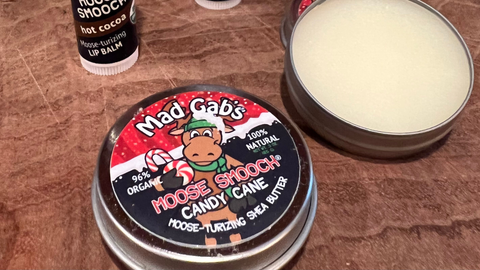 MOOSE
SMOOCH
hot cocoa
Moose-turizing
LIP BALM
Mad Gab's
96%
ORGANIC
100%
NATURAL
MOOSE SMOOCH®
CANDY CANE
MOOSE-TURIZING SHEA BUTTER